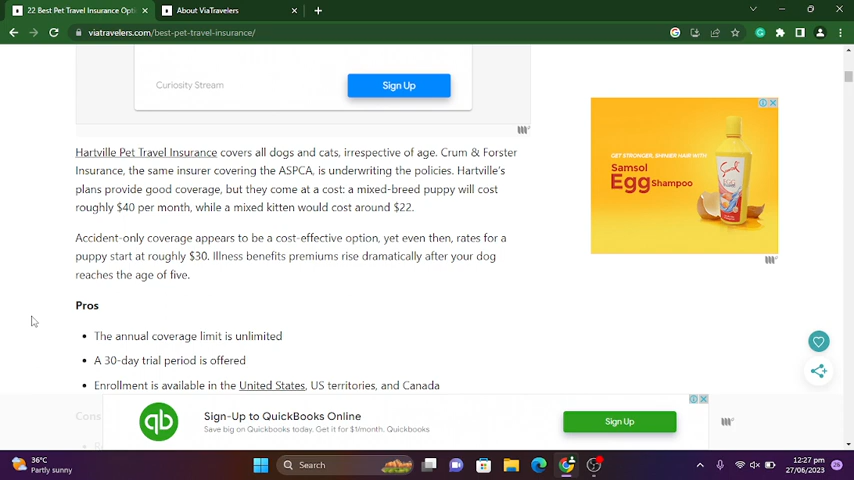 22 Best Pet Travel Insurance Optio
About ViaTravelers
viatravelers.com/best-pet-travel-insurance/
Curiosity Stream
Sign Up
Hartville Pet Travel Insurance covers all dogs and cats, irrespective of age. Crum & Forster
Insurance, the same insurer covering the ASPCA, is underwriting the policies. Hartville's
plans provide good coverage, but they come at a cost: a mixed-breed puppy will cost
roughly $40 per month, while a mixed kitten would cost around $22.
GET STRONGER, SHINIER HAIR WITH
Samsol
Egg Shampoo
Accident-only coverage appears to be a cost-effective option, yet even then, rates for a
puppy start at roughly $30. Illness benefits premiums rise dramatically after your dog
reaches the age of five.
Pros
• The annual coverage limit is unlimited
• A 30-day trial period is offered
• Enrollment is available in the United States, US territories, and Canada
Cons
qb
Sign-Up to QuickBooks Online
Save big on Quickbooks today. Get it for $1/month. Quickbooks
Sign Up
36°C
Partly sunny
Search
12:27 pm
27/06/2023